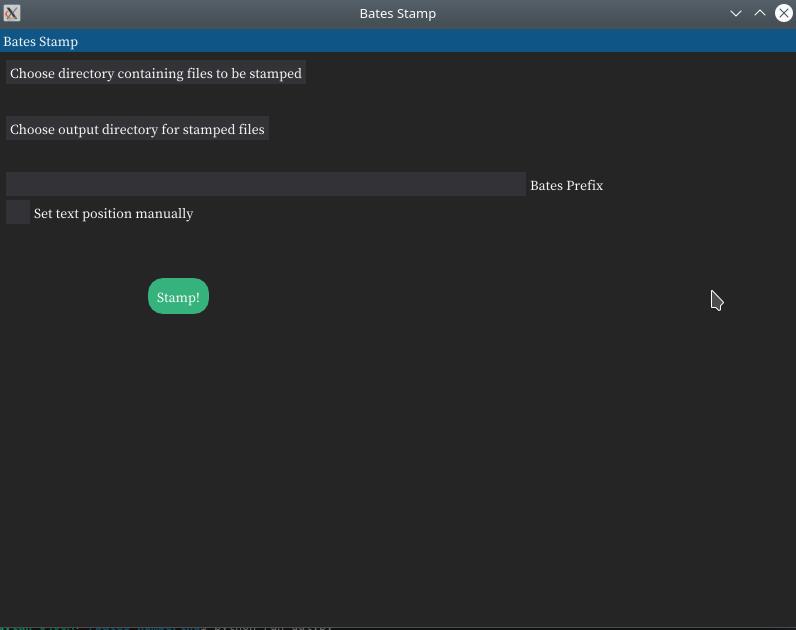 Bates Stamp
Bates Stamp
Choose directory containing files to be stamped
Choose output directory for stamped files
Bates Prefix
Set text position manually
Stamp!